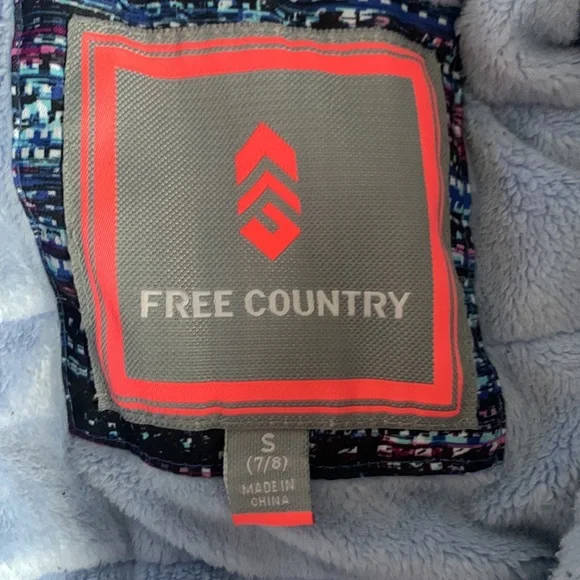 FREE COUNTRY
S
(7/8)
MADE IN
CHINA